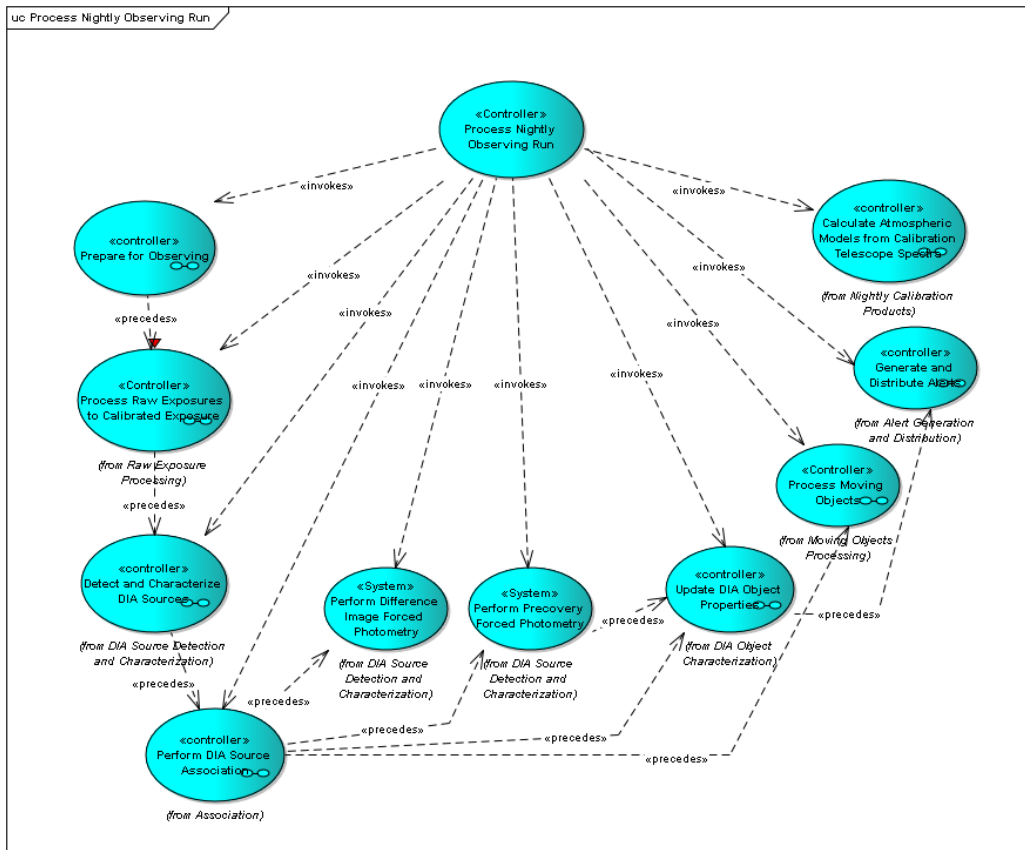 uc Process Nightly Observing Run
«Controller»
Process Nightly
Observing Run
«invokes»
«invokes»
«controller»
Prepare for Observing
«controller»
Calculate Atmospheric
Models from Calibration
Telescope Spectra
(from Nightly Calibration
Products)
«invokes»
«invokes»
«invokes»
«invokes»
«precedes»
«invokes»
«invokes»
«invokes»
«invokes»
«Controller»
Process Raw Exposures
to Calibrated Exposure
(from Raw Exposure
Processing)
«controller»
Generate and
Distribute Alerts
(from Alert Generation
and Distribution)
«Controller»
Process Moving
Objects
(from Moving Objects
Processing)
«precedes»
«controller»
Detect and Characterize
DIA Sources
(from DIA Source Detection
and Characterization)
«System»
Perform Difference
Image Forced
Photometry
(from DIA Source
Detection and
Characterization)
«System»
Perform Precovery
Forced Photometry
(from DIA Source
Detection and
Characterization)
«precedes»
«controller»
Update DIA Object
Properties
(from DIA Object
Characterization)
«precedes»
«precedes»
«precedes»
«precedes»
«precedes»
«precedes»
«controller»
Perform DIA Source
Association
(from Association)